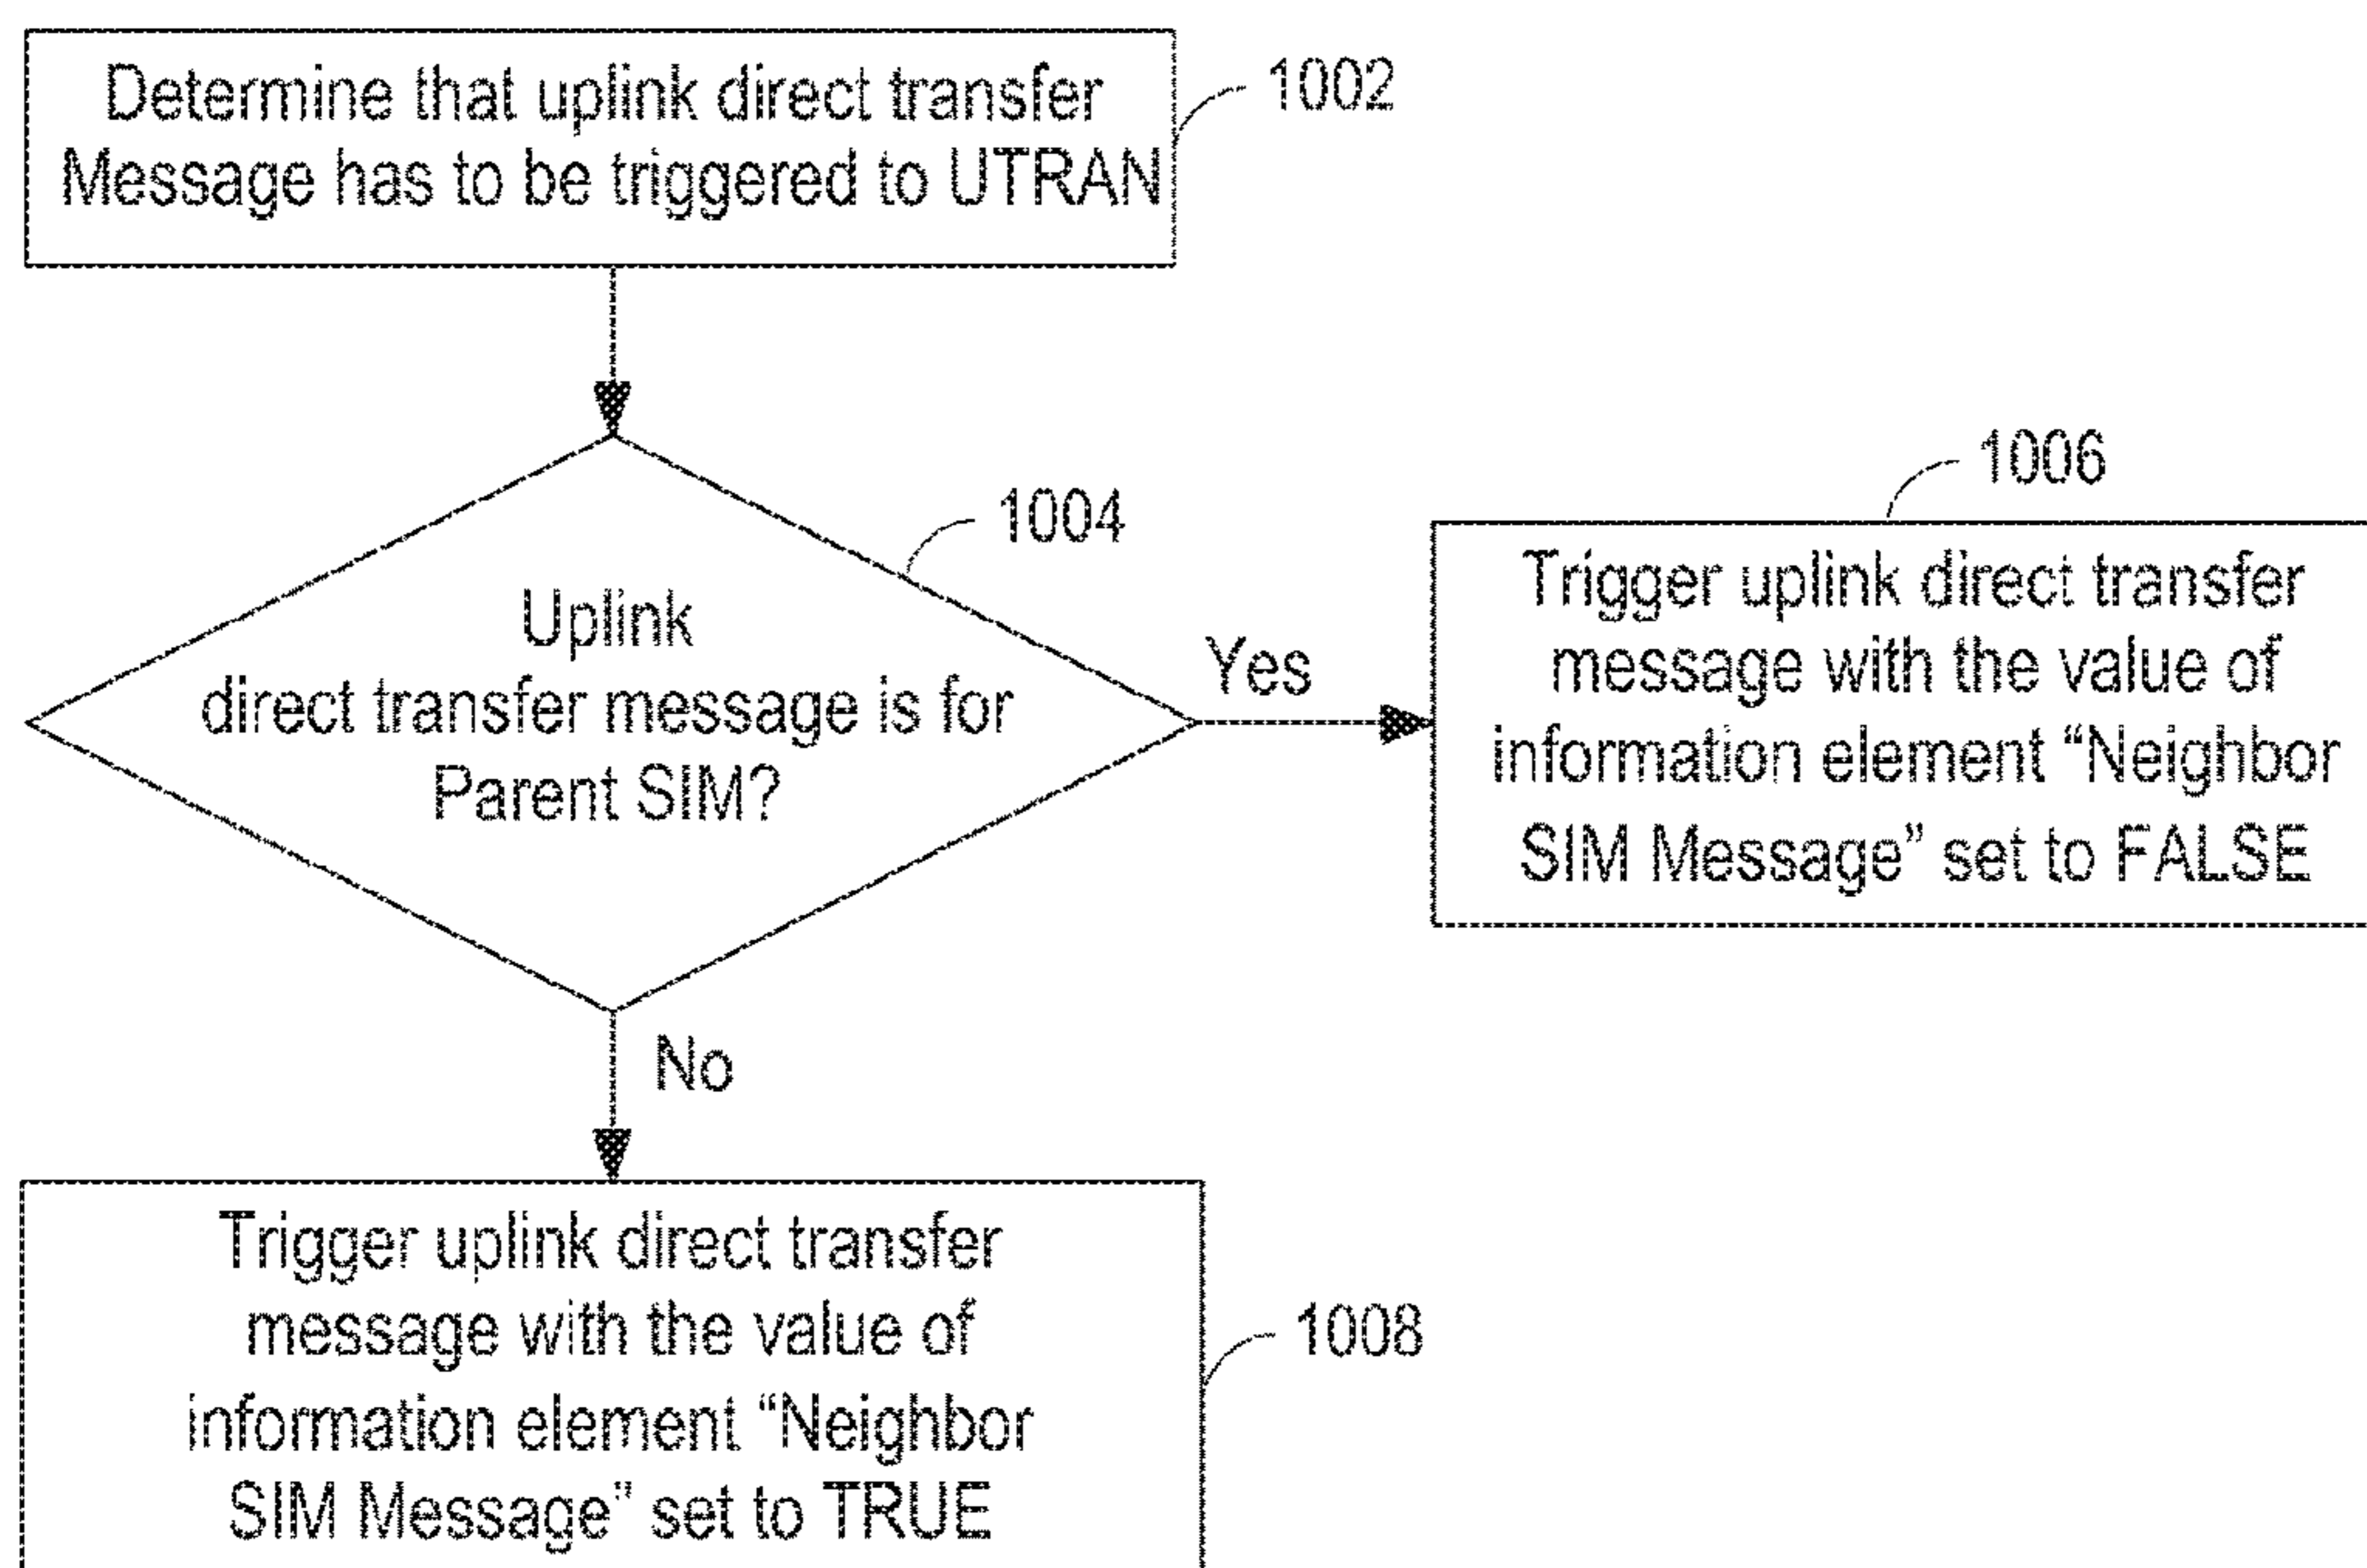 Determine that uplink direct transfer
Message has to be triggered to UTRAN
1002
1004
Uplink
direct transfer message is for
Parent SIM?
Yes
1006
Trigger uplink direct transfer
message with the value of
information element “Neighbor
SIM Message” set to FALSE
No
Trigger uplink direct transfer
message with the value of
information element “Neighbor
SIM Message” set to TRUE
1008